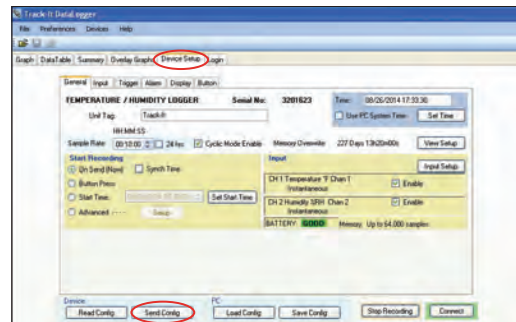 Track-It DataLogger
File Preferences Devices Help
Graph DataTable Summary Overlay Graphs Device Setup Login
General Input Trigger Alarm Display Button
TEMPERATURE / HUMIDITY LOGGER Serial No: 3201623 Time: 08/26/2014 17:33:30
Unit Tag: Track-It Use PC System Time Set Time
HH:MM:SS
Sample Rate 00:10:00 24 hrs Cyclic Mode Enable Memory Overwrite 227 Days 13h20m00s View Setup
Start Recording Input Input Setup
On Send (Now) Synch Time
CH 1 Temperature °F Chan 1 Enable
Instantaneous
Button Press
Start Time: Set Start Time
CH 2 Humidity %RH Chan 2 Enable
Instantaneous
Advanced ---- Setup
BATTERY: GOOD Memory Up to 64,000 samples
Device PC
Read Config Send Config Load Config Save Config Stop Recording Connect